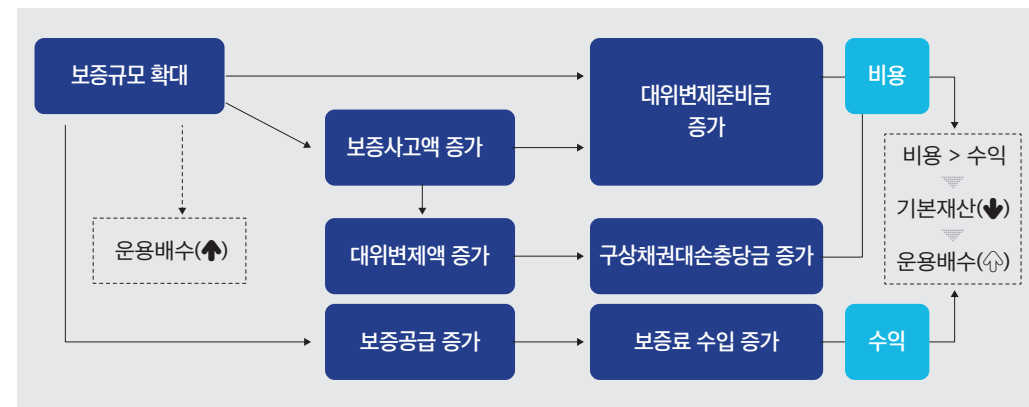 보증규모 확대
대위변제준비금
증가
비용
보증사고액 증가
비용 > 수익
기본재산(🡇)
운용배수(🡅)
대위변제액 증가
구상채권대손충당금 증가
운용배수(⇧)
보증공급 증가
보증료 수입 증가
수익